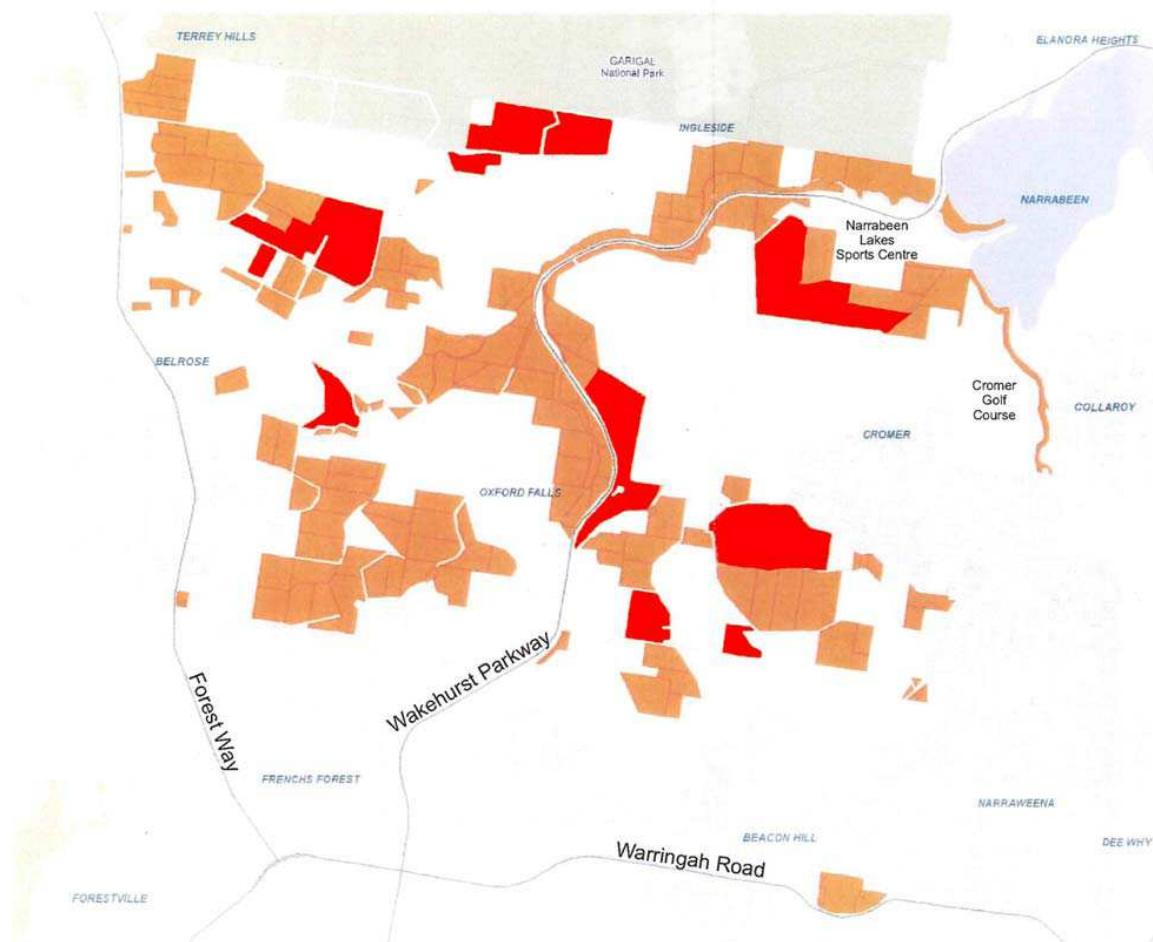 TERREY HILLS
ELANORA HEIGHTS
GARIGAL
National Park
INGLESIDE
NARRABEEN
Narrabeen
Lakes
Sports Centre
BELROSE
Cromer
Golf
Course
COLLAROY
CROMER
OXFORD FALLS
Wakehurst Parkway
Forest Way
FRENCHS FOREST
NARRAWEENA
BEACON HILL
DEE WHY
Warringah Road
FORESTVILLE